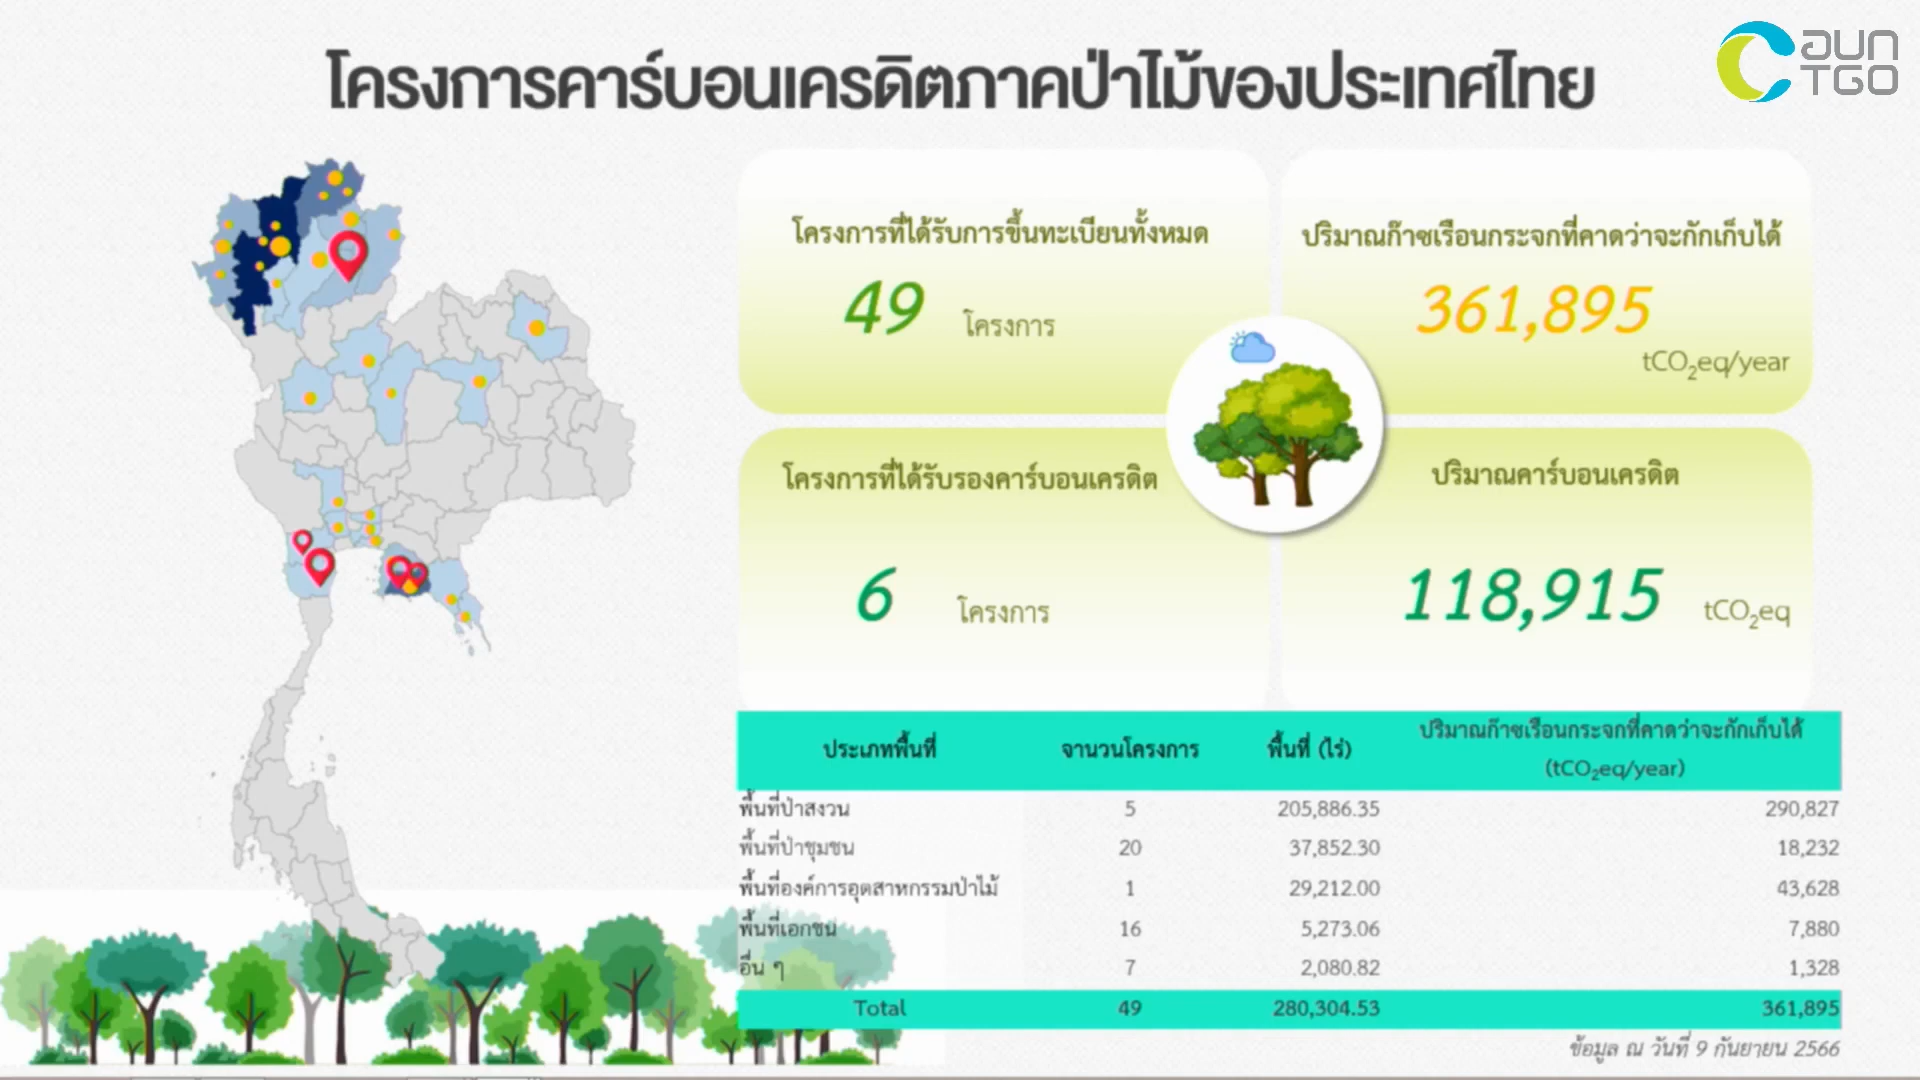 โครงการคาร์บอนเครดิตภาคป่าไม้ของประเทศไทย
อบก
TGO
โครงการที่ได้รับการขึ้นทะเบียนทั้งหมด
49 โครงการ
ปริมาณก๊าซเรือนกระจกที่คาดว่าจะกักเก็บได้
361,895
tCO₂eq/year
โครงการที่ได้รับรองคาร์บอนเครดิต
6 โครงการ
ปริมาณคาร์บอนเครดิต
118,915 tCO₂eq
ประเภทพื้นที่ จำนวนโครงการ พื้นที่ (ไร่) ปริมาณก๊าซเรือนกระจกที่คาดว่าจะกักเก็บได้
(tCO₂eq/year)
พื้นที่ป่าสงวน 5 205,886.35 290,827
พื้นที่ป่าชุมชน 20 37,852.30 18,232
พื้นที่องค์การอุตสาหกรรมป่าไม้ 1 29,212.00 43,628
พื้นที่เอกชน 16 5,273.06 7,880
อื่น ๆ 7 2,080.82 1,328
Total 49 280,304.53 361,895
ข้อมูล ณ วันที่ 9 กันยายน 2566